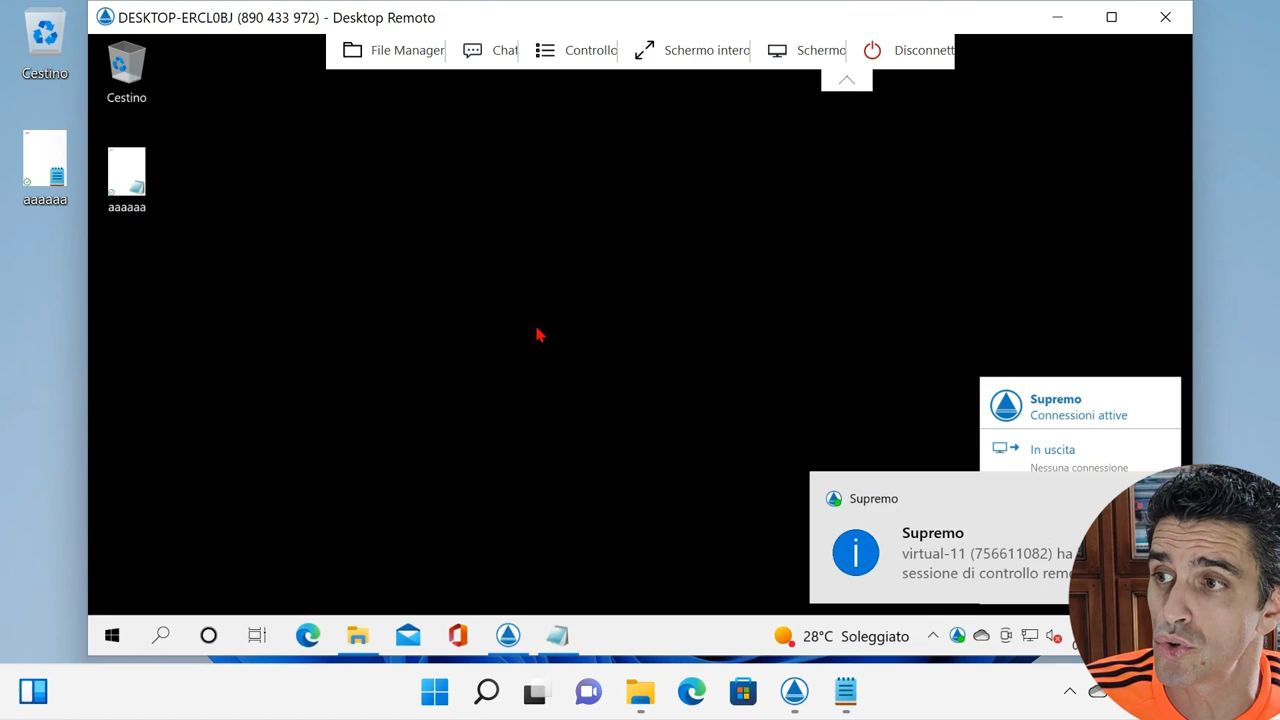 DESKTOP-ERCL0BJ (890 433 972) - Desktop Remoto
File Manager
Chat
Controllo
Schermo intero
Schermo
Disconnett
Cestino
aaaaaa
Cestino
aaaaaa
Supremo
Connessioni attive
In uscita
Nessuna connessione
Supremo
Supremo
virtual-11 (756611082) ha
sessione di controllo remo
28°C Soleggiato